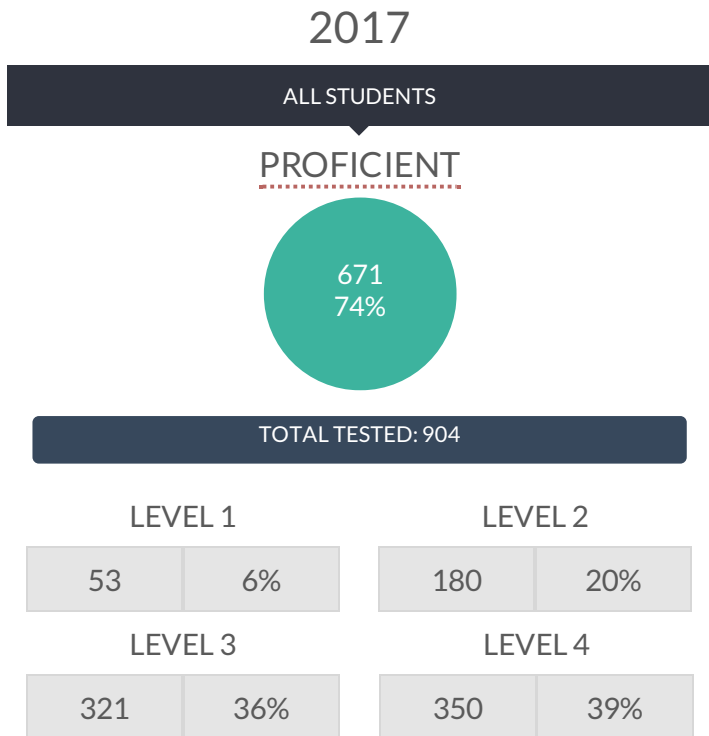 2017
ALL STUDENTS
PROFICIENT
671
74%
TOTAL TESTED: 904
LEVEL 1 LEVEL 2
53 6% 180 20%
LEVEL 3 LEVEL 4
321 36% 350 39%